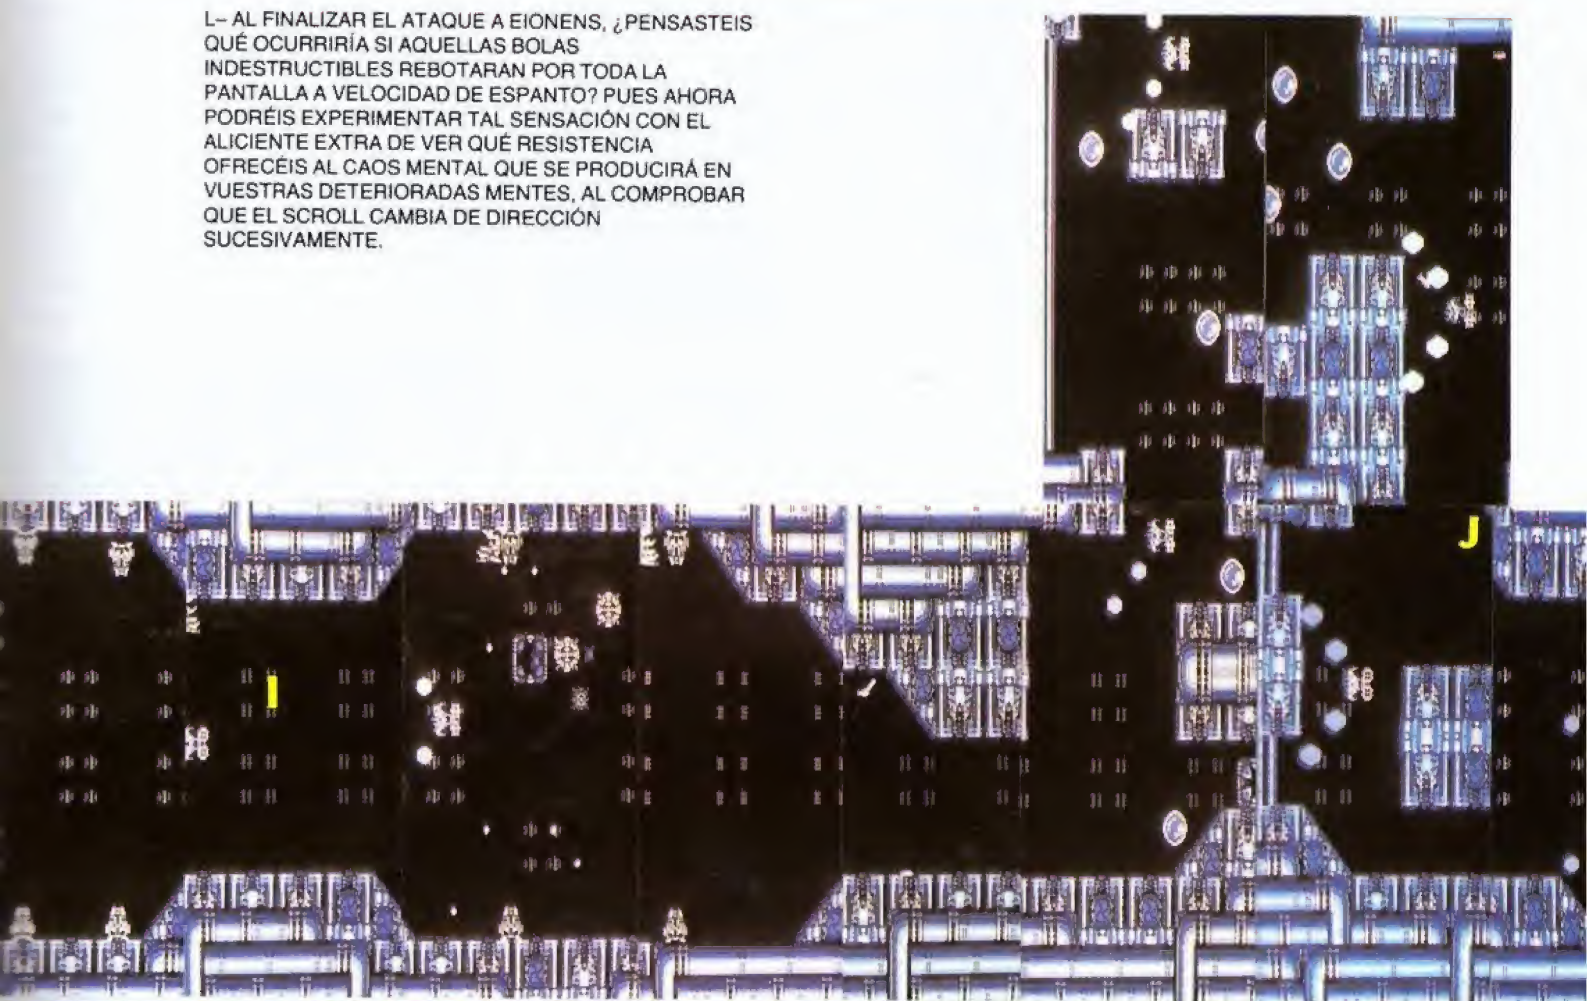 L– AL FINALIZAR EL ATAQUE A EIONENS, ¿PENSASTEIS
QUÉ OCURRIRÍA SI AQUELLAS BOLAS
INDESTRUCTIBLES REBOTARAN POR TODA LA
PANTALLA A VELOCIDAD DE ESPANTO? PUES AHORA
PODRÉIS EXPERIMENTAR TAL SENSACIÓN CON EL
ALICIENTE EXTRA DE VER QUÉ RESISTENCIA
OFRECÉIS AL CAOS MENTAL QUE SE PRODUCIRÁ EN
VUESTRAS DETERIORADAS MENTES, AL COMPROBAR
QUE EL SCROLL CAMBIA DE DIRECCIÓN
SUCESIVAMENTE.
J
I